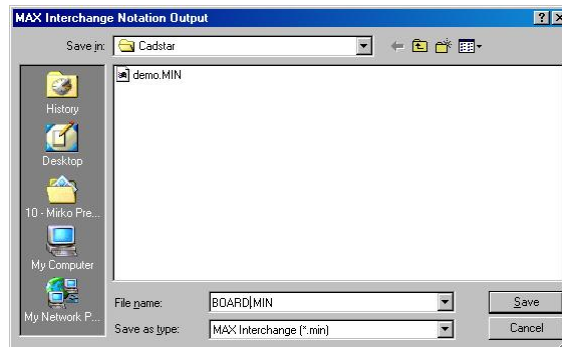 MAX Interchange Notation Output
Save in:
Cadstar
demo.MIN
History
Desktop
10 - Mirko Pre...
My Computer
My Network P...
File name:
BOARD.MIN
Save
Save as type:
MAX Interchange (*.min)
Cancel